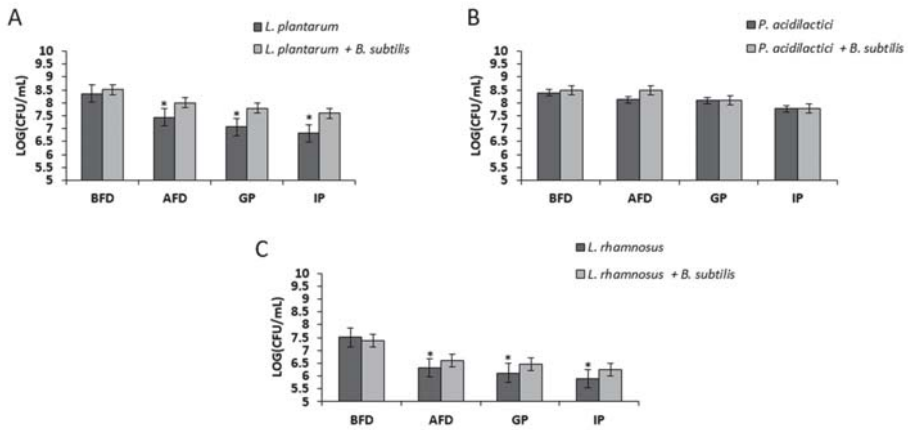 A
L. plantarum
L. plantarum + B. subtilis
LOG(CFU/mL)
10
9.5
9
8.5
8
7.5
7
6.5
6
5.5
5
* * *
BFD AFD GP IP
B
P. acidilactici
P. acidilactici + B. subtilis
LOG(CFU/mL)
10
9.5
9
8.5
8
7.5
7
6.5
6
5.5
5
BFD AFD GP IP
C
L. rhamnosus
L. rhamnosus + B. subtilis
LOG(CFU/mL)
10
9.5
9
8.5
8
7.5
7
6.5
6
5.5
5
* * *
BFD AFD GP IP